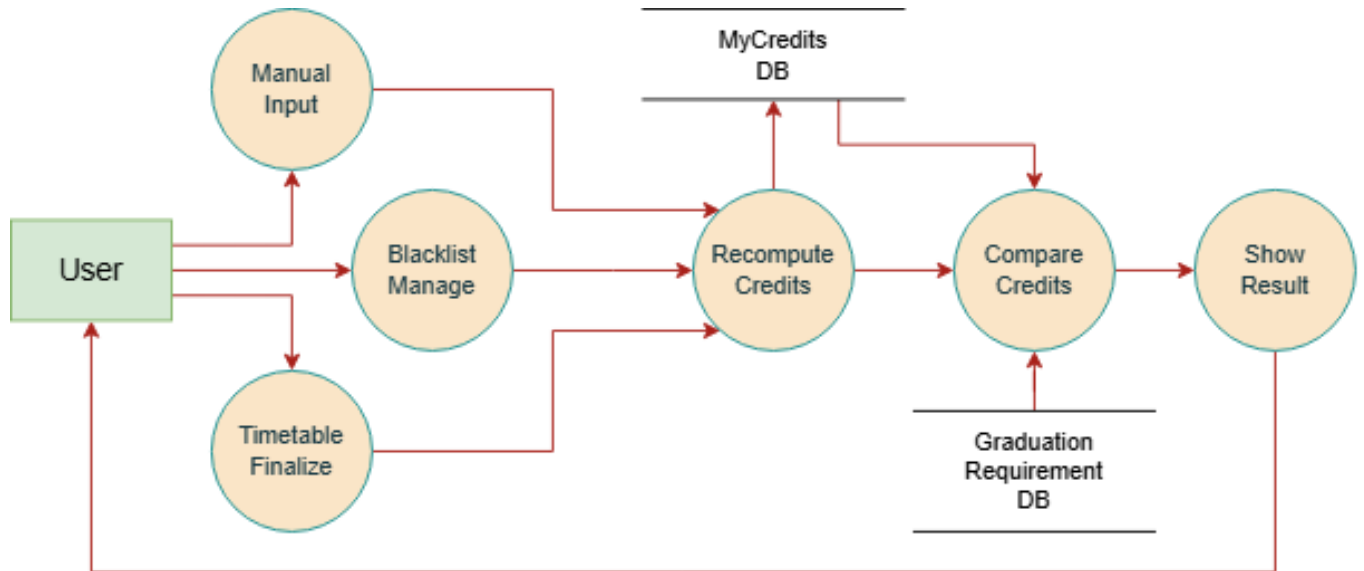 Manual
Input
MyCredits
DB
User
Blacklist
Manage
Recompute
Credits
Compare
Credits
Show
Result
Timetable
Finalize
Graduation
Requirement
DB